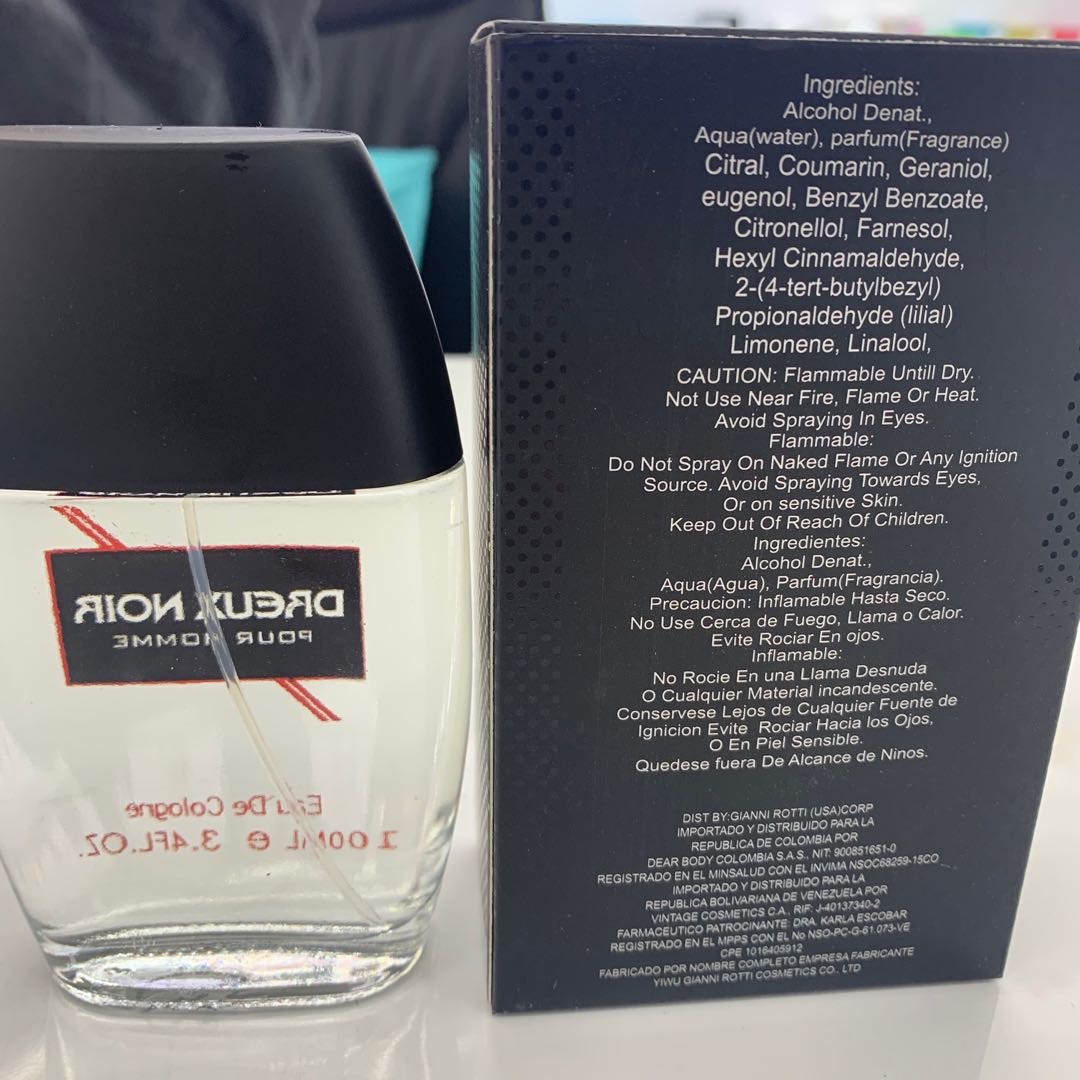 DREUX NOIR
POUR HOMME
Eau De Cologne
100ML e 3.4FL.OZ.
Ingredients:
Alcohol Denat.,
Aqua(water), parfum(Fragrance)
Citral, Coumarin, Geraniol,
eugenol, Benzyl Benzoate,
Citronellol, Farnesol,
Hexyl Cinnamaldehyde,
2-(4-tert-butylbezyl)
Propionaldehyde (lilial)
Limonene, Linalool,
CAUTION: Flammable Untill Dry.
Not Use Near Fire, Flame Or Heat.
Avoid Spraying In Eyes.
Flammable:
Do Not Spray On Naked Flame Or Any Ignition
Source. Avoid Spraying Towards Eyes,
Or on sensitive Skin.
Keep Out Of Reach Of Children.
Ingredientes:
Alcohol Denat.,
Aqua(Agua), Parfum(Fragrancia).
Precaucion: Inflamable Hasta Seco.
No Use Cerca de Fuego, Llama o Calor.
Evite Rociar En ojos.
Inflamable:
No Rocie En una Llama Desnuda
O Cualquier Material incandescente.
Conservese Lejos de Cualquier Fuente de
Ignicion Evite Rociar Hacia los Ojos,
O En Piel Sensible.
Quedese fuera De Alcance de Ninos.
DIST BY:GIANNI ROTTI (USA)CORP
IMPORTADO Y DISTRIBUIDO PARA LA
REPUBLICA DE COLOMBIA POR
DEAR BODY COLOMBIA S.A.S., NIT: 900851651-0
REGISTRADO EN EL MINSALUD CON EL INVIMA NSOC68259-15CO
IMPORTADO Y DISTRIBUIDO PARA LA
REPUBLICA BOLIVARIANA DE VENEZUELA POR
VINTAGE COSMETICS C.A., RIF: J-40137340-2
FARMACEUTICO PATROCINANTE: DRA. KARLA ESCOBAR
REGISTRADO EN EL MPPS CON EL No NSO-PC-G-61.073-VE
CPE 1016405912
FABRICADO POR NOMBRE COMPLETO EMPRESA FABRICANTE
YIWU GIANNI ROTTI COSMETICS CO., LTD